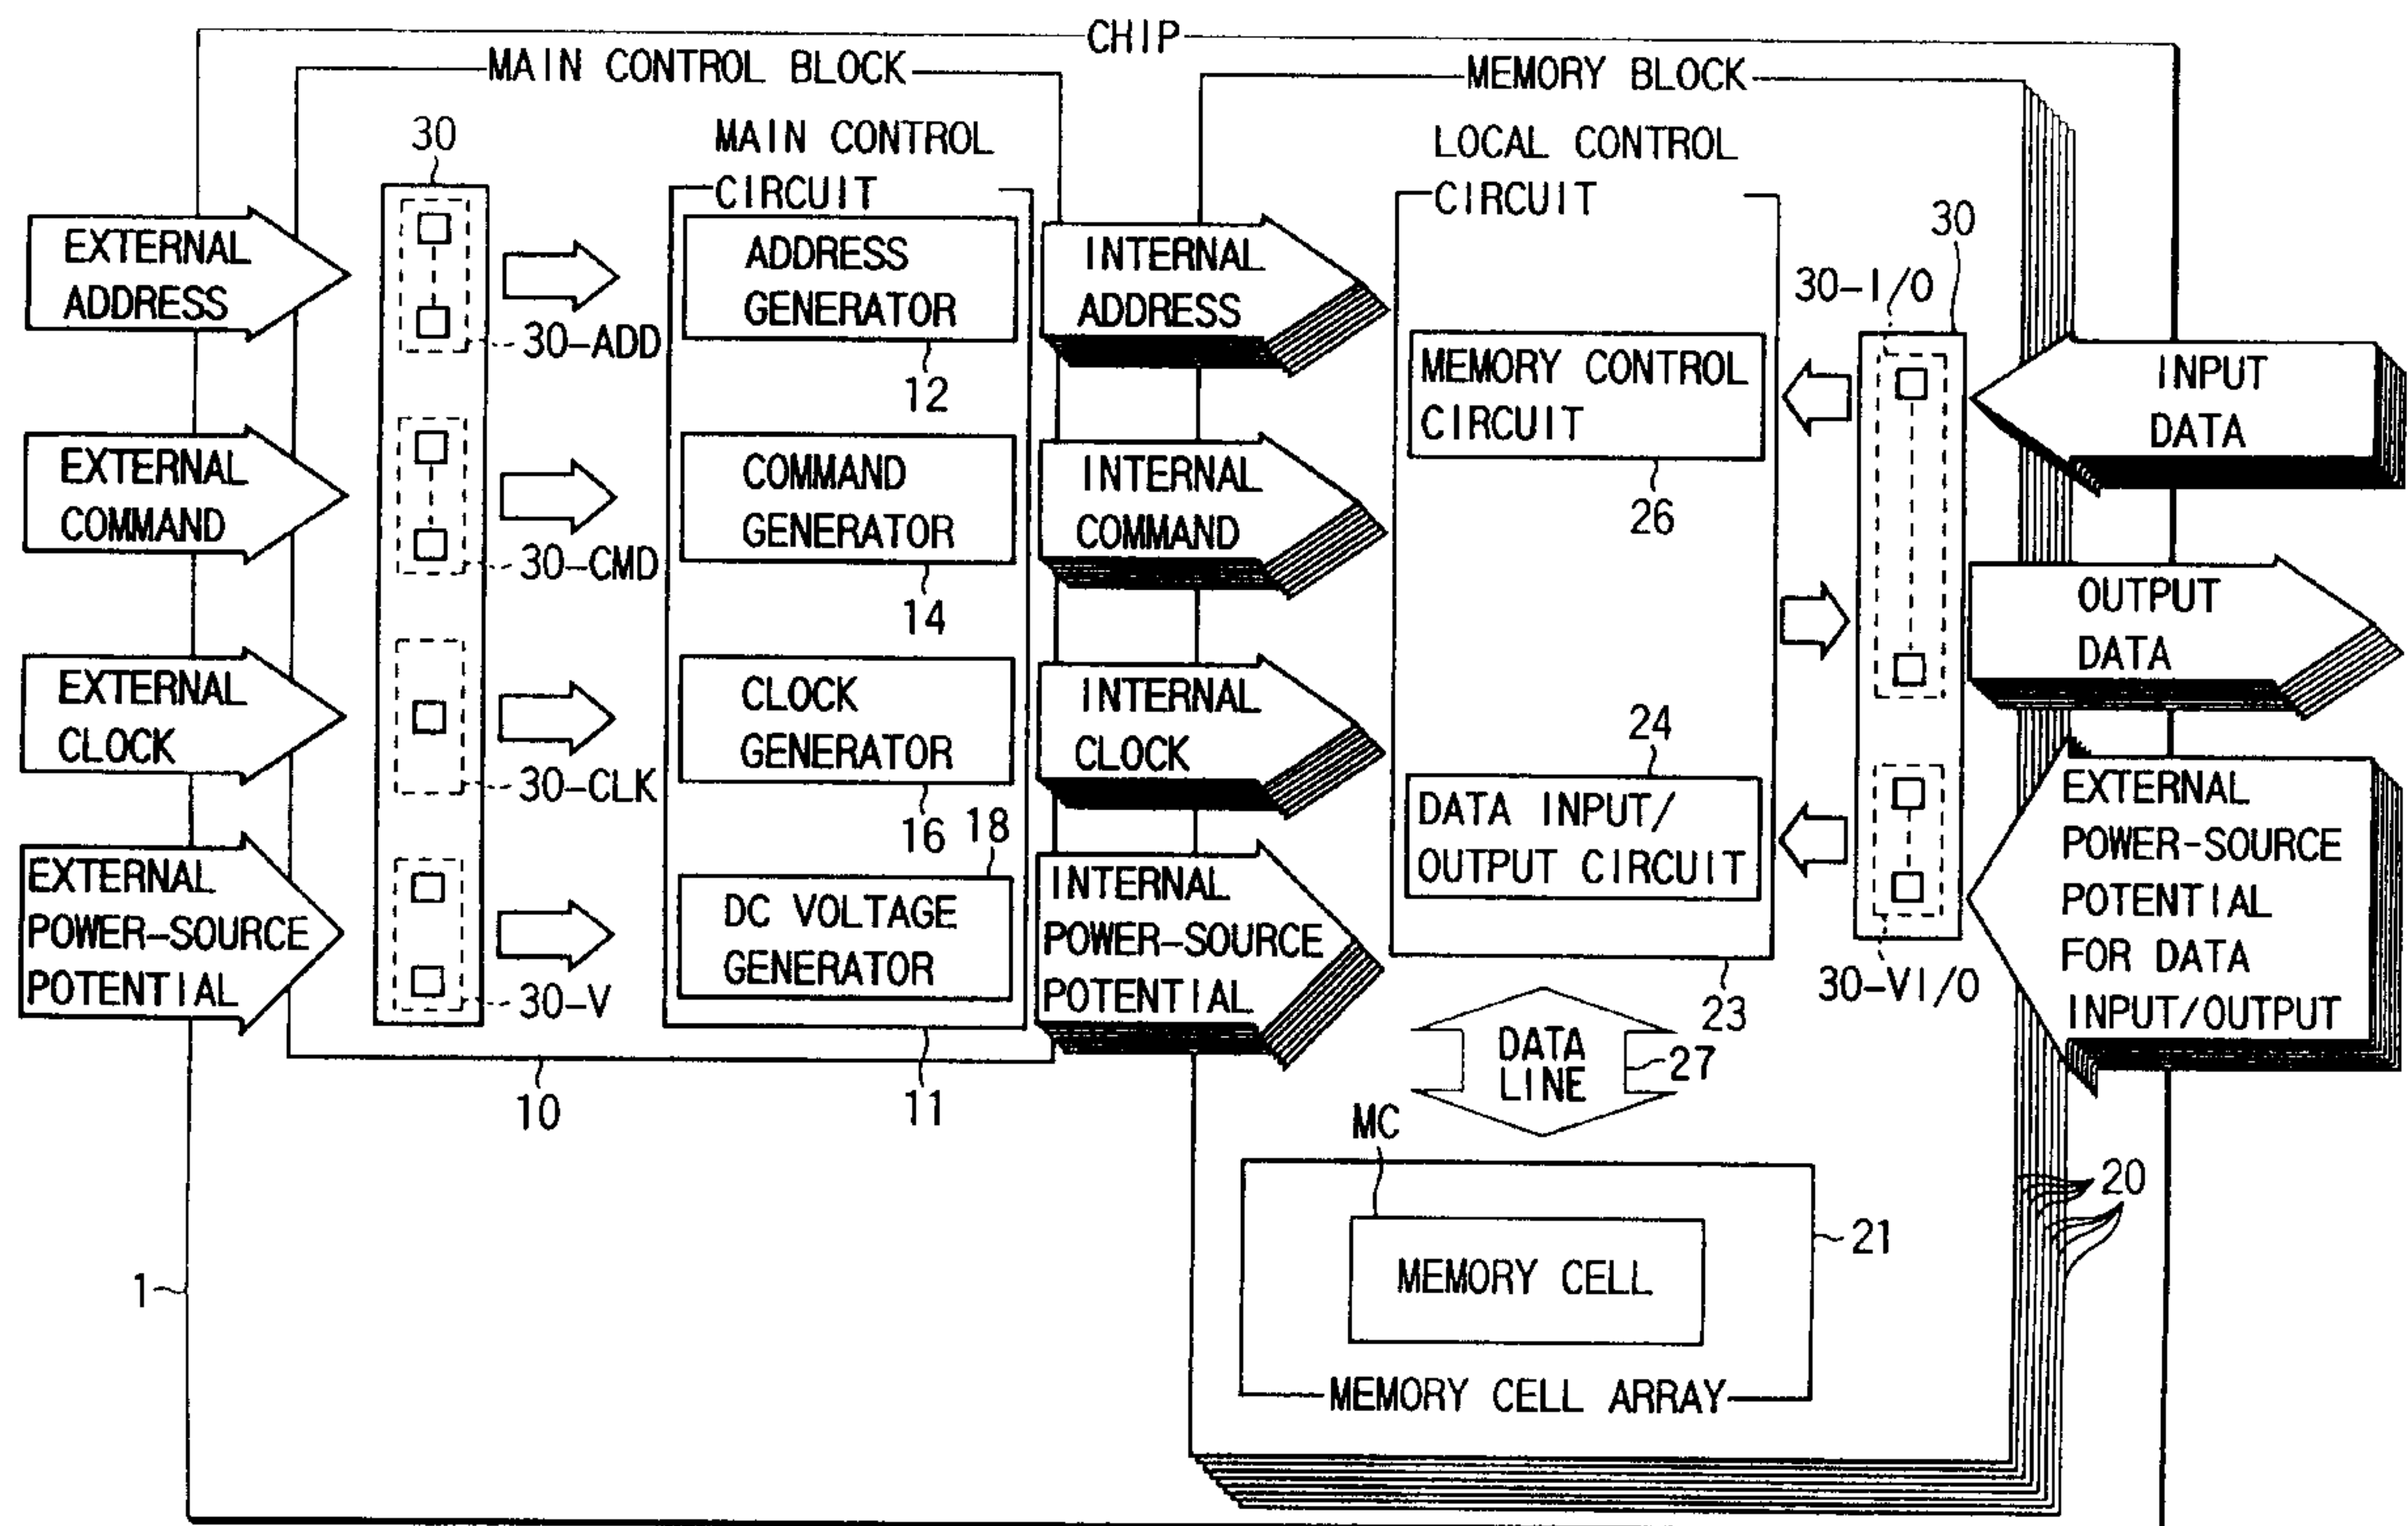 CHIP
MAIN CONTROL BLOCK
MEMORY BLOCK
30
MAIN CONTROL
CIRCUIT
LOCAL CONTROL
CIRCUIT
EXTERNAL
ADDRESS
30-ADD
ADDRESS
GENERATOR
12
INTERNAL
ADDRESS
30
30-I/O
MEMORY CONTROL
CIRCUIT
26
INPUT
DATA
EXTERNAL
COMMAND
30-CMD
COMMAND
GENERATOR
14
INTERNAL
COMMAND
OUTPUT
DATA
EXTERNAL
CLOCK
30-CLK
CLOCK
GENERATOR
16
INTERNAL
CLOCK
24
DATA INPUT/
OUTPUT CIRCUIT
EXTERNAL
POWER-SOURCE
POTENTIAL
FOR DATA
INPUT/OUTPUT
EXTERNAL
POWER-SOURCE
POTENTIAL
30-V
18
DC VOLTAGE
GENERATOR
INTERNAL
POWER-SOURCE
POTENTIAL
30-VI/O
23
10
11
DATA
LINE
27
MC
20
21
MEMORY CELL
MEMORY CELL ARRAY
1